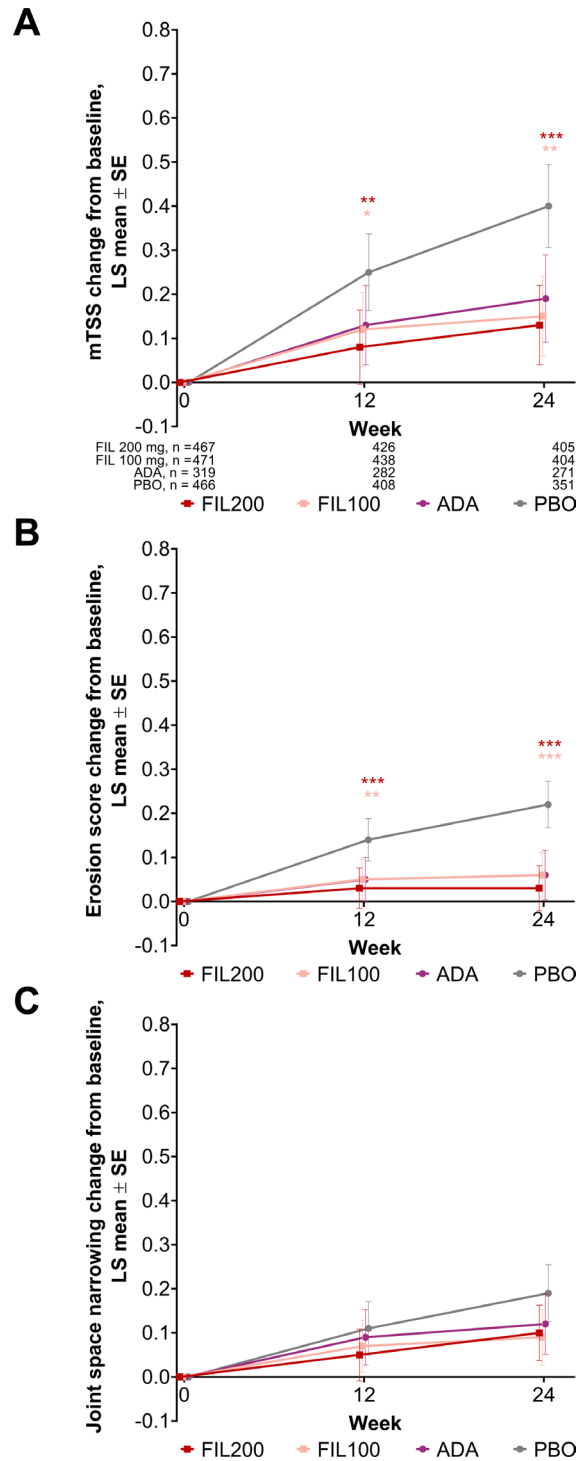 A
mTSS change from baseline,
LS mean ± SE
0.8
0.7
0.6
0.5
0.4
0.3
0.2
0.1
0.0
-0.1
***
**
**
*
0 12 24
Week
FIL 200 mg, n =467 426 405
FIL 100 mg, n =471 438 404
ADA, n = 319 282 271
PBO, n = 466 408 351
FIL200 FIL100 ADA PBO
B
Erosion score change from baseline,
LS mean ± SE
0.8
0.7
0.6
0.5
0.4
0.3
0.2
0.1
0.0
-0.1
***
***
***
**
0 12 24
Week
FIL200 FIL100 ADA PBO
C
Joint space narrowing change from baseline,
LS mean ± SE
0.8
0.7
0.6
0.5
0.4
0.3
0.2
0.1
0.0
-0.1
0 12 24
Week
FIL200 FIL100 ADA PBO